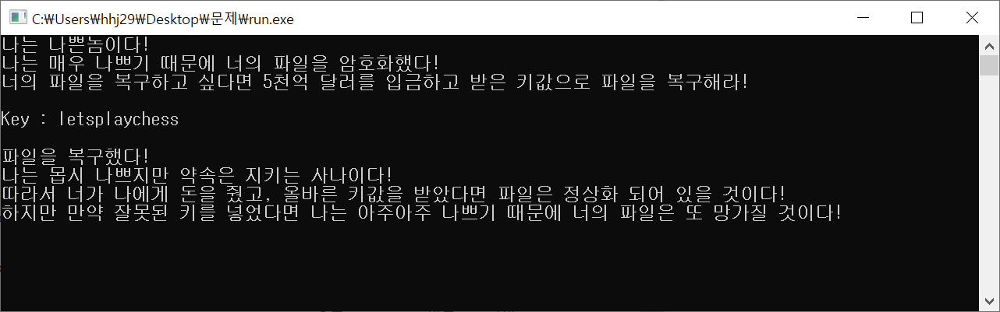 C:₩Users₩hhj29₩Desktop₩문제₩run.exe
나는 나쁜놈이다!
나는 매우 나쁘기 때문에 너의 파일을 암호화했다!
너의 파일을 복구하고 싶다면 5천억 달러를 입금하고 받은 키값으로 파일을 복구해라!
Key : letsplaychess
파일을 복구했다!
나는 몹시 나쁘지만 약속은 지키는 사나이다!
따라서 너가 나에게 돈을 줬고, 올바른 키값을 받았다면 파일은 정상화 되어 있을 것이다!
하지만 만약 잘못된 키를 넣었다면 나는 아주아주 나쁘기 때문에 너의 파일은 또 망가질 것이다!